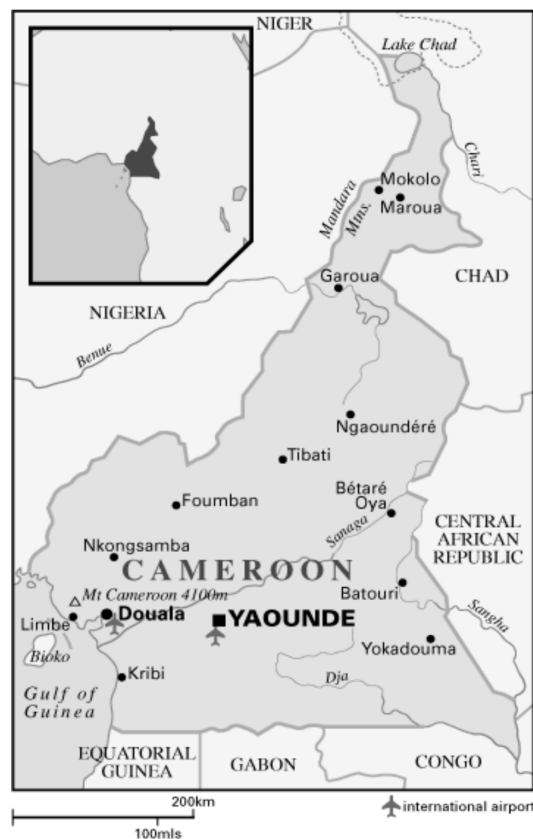 NIGER
Lake Chad
Chari
Mokolo
Mandara
Mtns.
Maroua
Garoua
CHAD
NIGERIA
Benue
Ngaoundéré
Tibati
Bétaré
Oya
Foumban
Sanaga
CENTRAL
AFRICAN
REPUBLIC
Nkongsamba
CAMEROON
Batouri
Mt Cameroon 4100m
Douala
Limbe
YAOUNDE
Sangha
Bioko
Yokadouma
Kribi
Dja
Gulf of
Guinea
EQUATORIAL
GUINEA
GABON
CONGO
200km
100mls
international airport